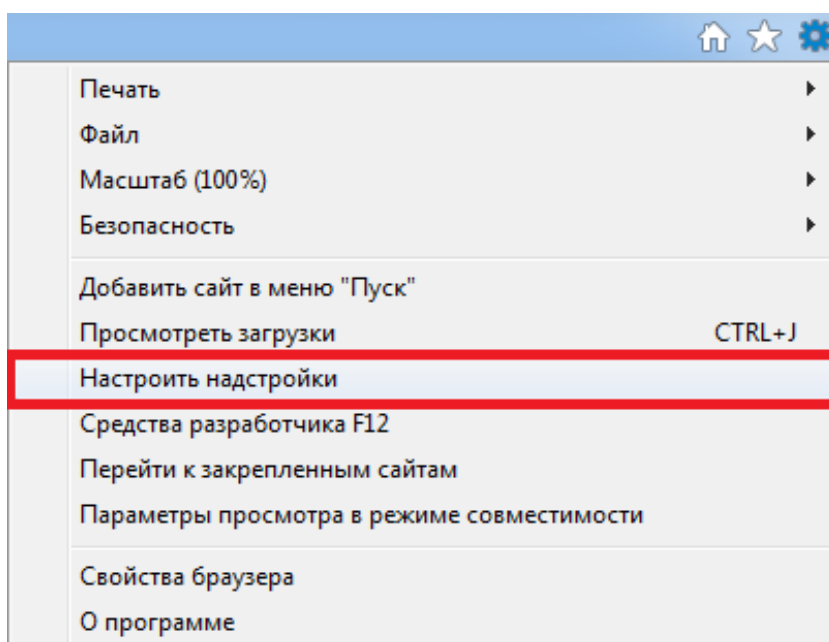 Печать
Файл
Масштаб (100%)
Безопасность
Добавить сайт в меню "Пуск"
Просмотреть загрузки CTRL+J
Настроить надстройки
Средства разработчика F12
Перейти к закрепленным сайтам
Параметры просмотра в режиме совместимости
Свойства браузера
О программе